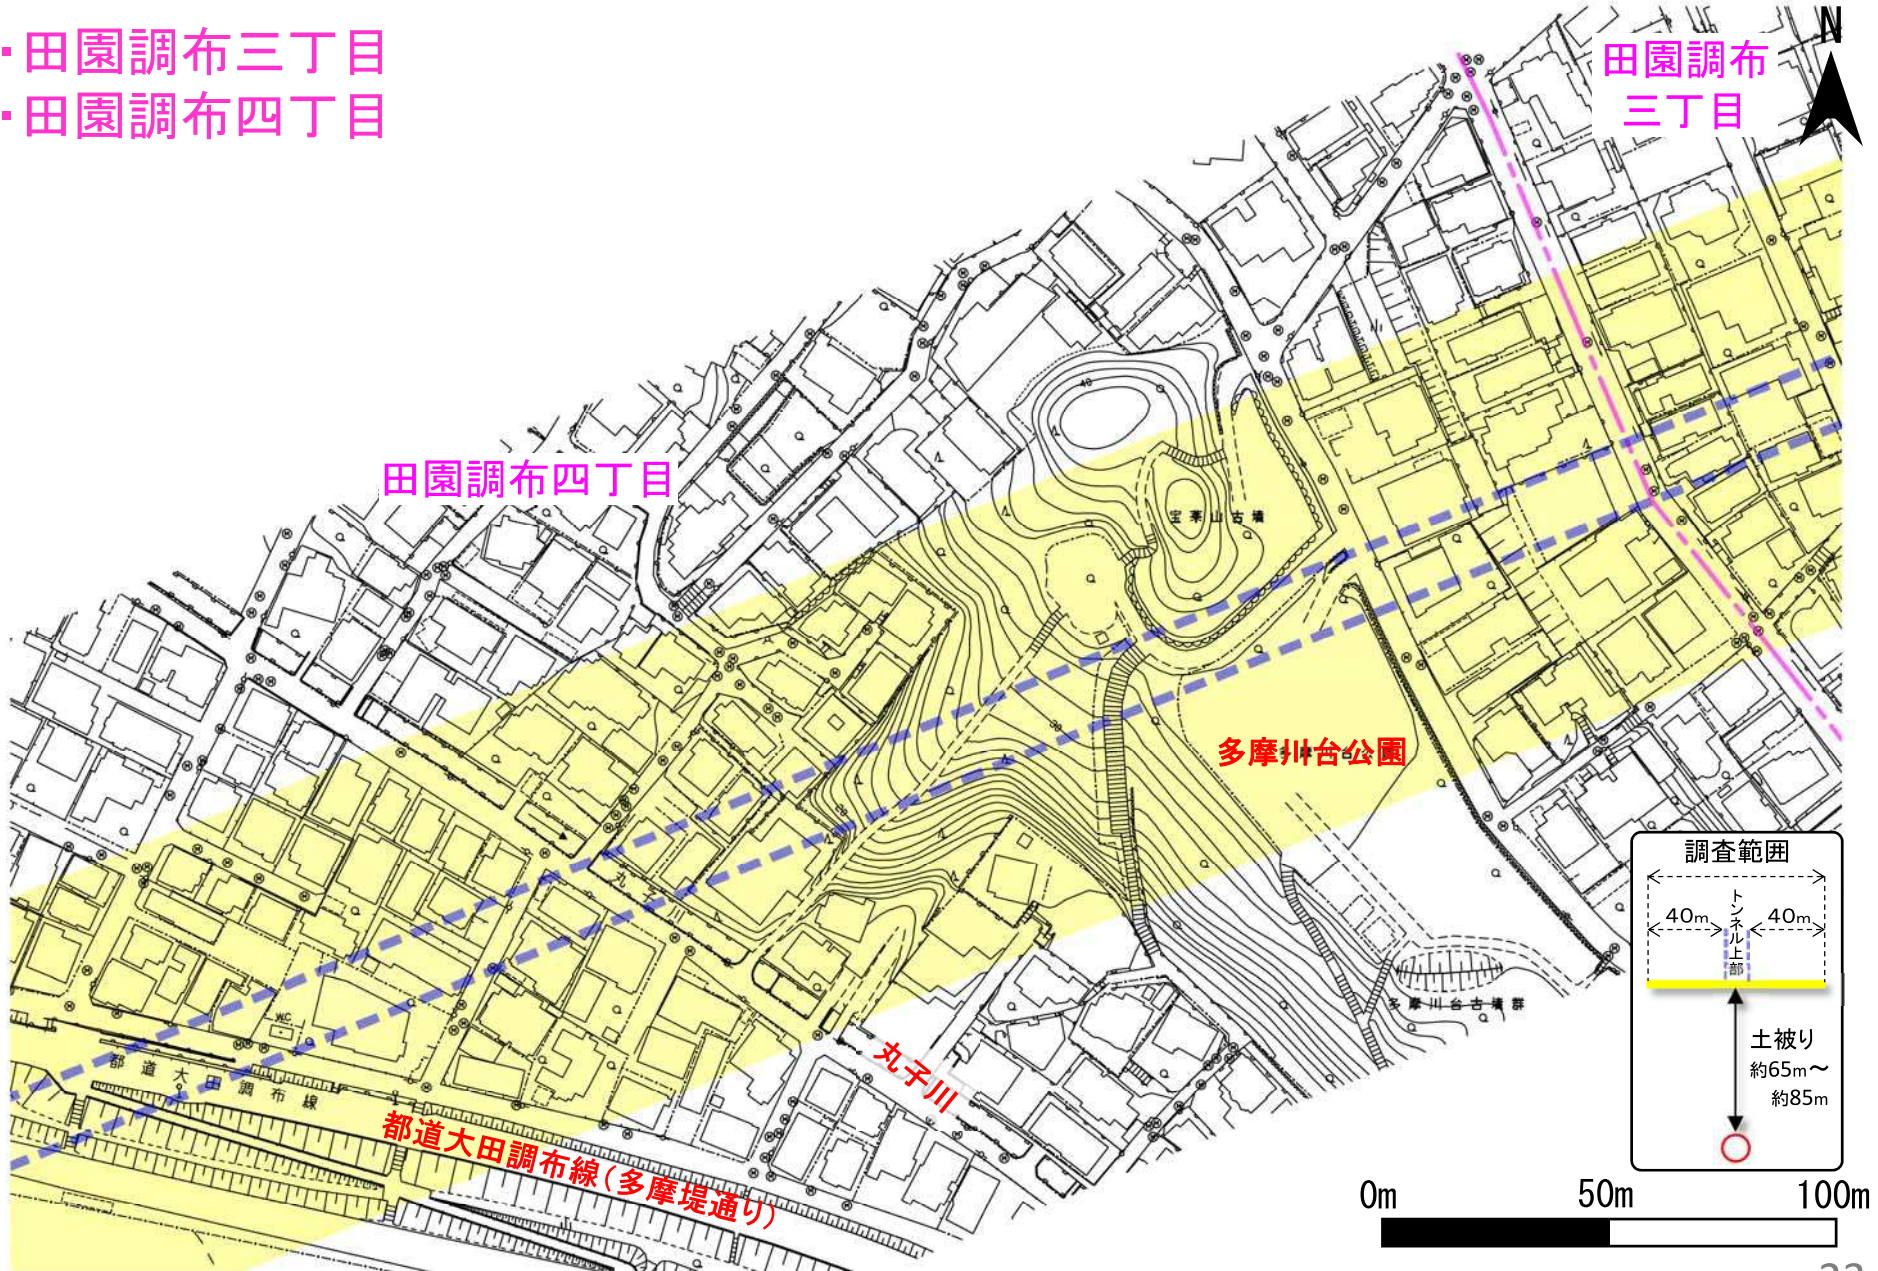 ・田園調布三丁目
・田園調布四丁目
N
田園調布
三丁目
田園調布四丁目
宝莱山古墳
40
多摩川台公園
多摩川台古墳群
WC
都道大田調布線
丸子川
都道大田調布線(多摩堤通り)
調査範囲
40m
トンネル上部
40m
土被り
約65m～
約85m
0m
50m
100m